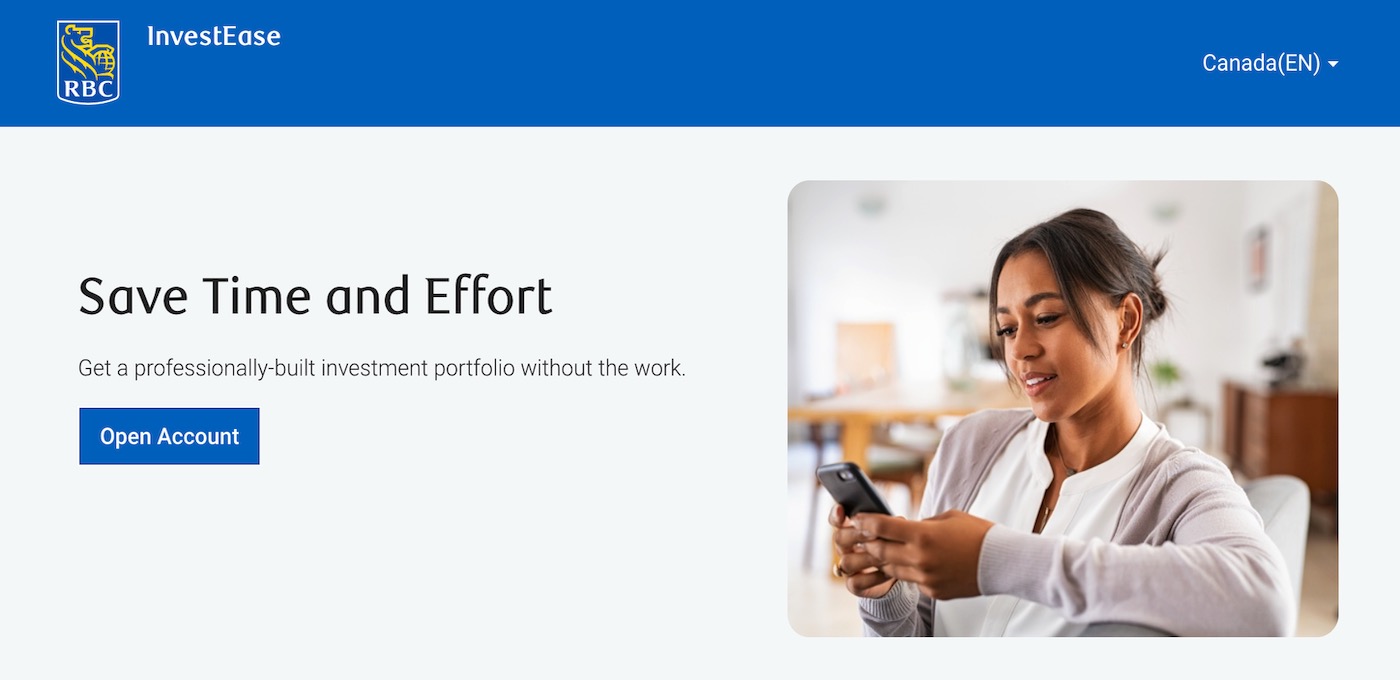 RBC
InvestEase
Canada(EN)
Save Time and Effort
Get a professionally-built investment portfolio without the work.
Open Account